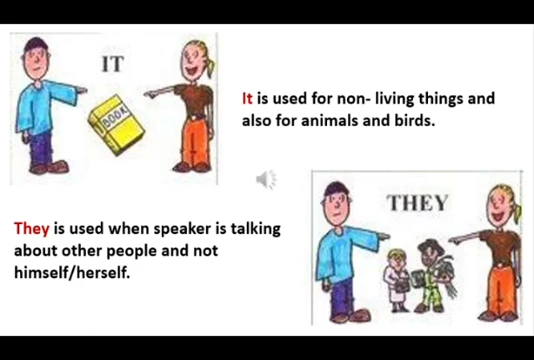 IT
BOOK
It is used for non- living things and
also for animals and birds.
THEY
They is used when speaker is talking
about other people and not
himself/herself.